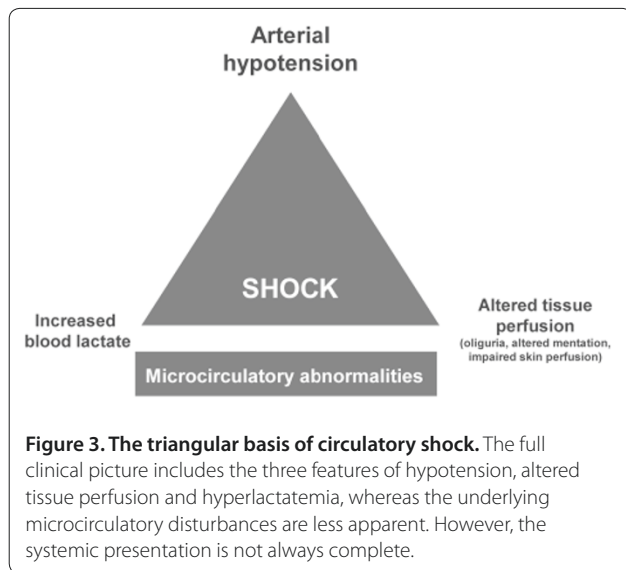 Arterial
hypotension
SHOCK
Increased
blood lactate
Altered tissue
perfusion
(oliguria, altered mentation,
impaired skin perfusion)
Microcirculatory abnormalities
Figure 3. The triangular basis of circulatory shock. The full
clinical picture includes the three features of hypotension, altered
tissue perfusion and hyperlactatemia, whereas the underlying
microcirculatory disturbances are less apparent. However, the
systemic presentation is not always complete.